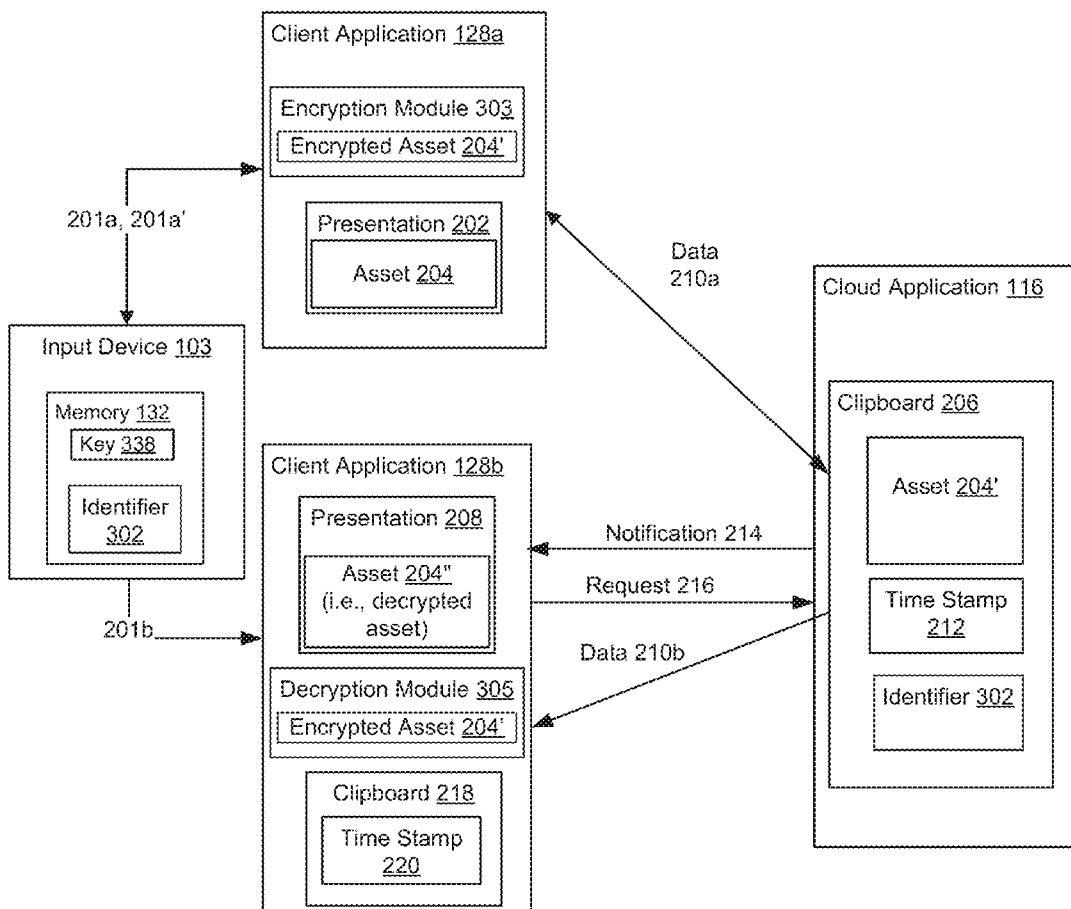 Client Application 128a
Encryption Module 303
Encrypted Asset 204'
Presentation 202
Asset 204
201a, 201a'
Data
210a
Input Device 103
Memory 132
Key 338
Identifier
302
201b
Client Application 128b
Presentation 208
Asset 204"
(i.e., decrypted
asset)
Decryption Module 305
Encrypted Asset 204'
Clipboard 218
Time Stamp
220
Notification 214
Request 216
Data 210b
Cloud Application 116
Clipboard 206
Asset 204'
Time Stamp
212
Identifier 302